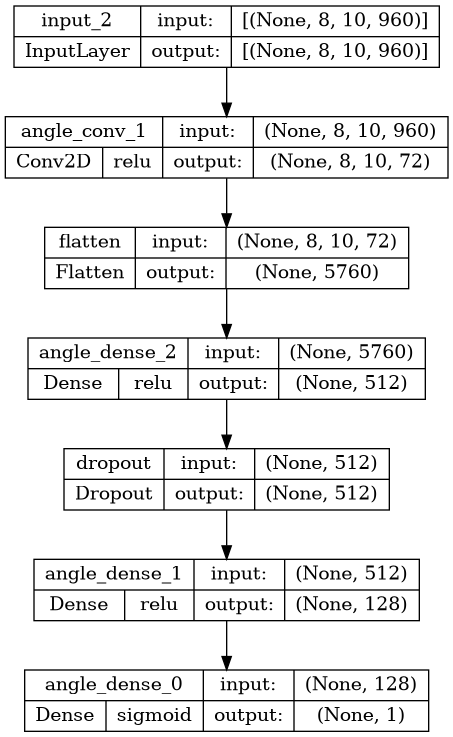 input_2 input: [(None, 8, 10, 960)]
InputLayer output: [(None, 8, 10, 960)]
angle_conv_1 input: (None, 8, 10, 960)
Conv2D relu output: (None, 8, 10, 72)
flatten input: (None, 8, 10, 72)
Flatten output: (None, 5760)
angle_dense_2 input: (None, 5760)
Dense relu output: (None, 512)
dropout input: (None, 512)
Dropout output: (None, 512)
angle_dense_1 input: (None, 512)
Dense relu output: (None, 128)
angle_dense_0 input: (None, 128)
Dense sigmoid output: (None, 1)